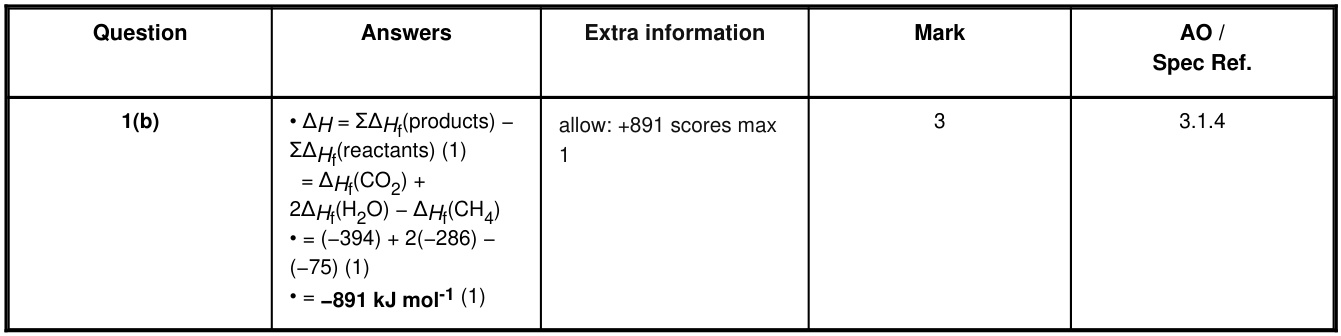 Question Answers Extra information Mark AO /
Spec Ref.
1(b) • ΔH = ΣΔHf(products) – allow: +891 scores max 3 3.1.4
ΣΔHf(reactants) (1) 1
= ΔHf(CO2) +
2ΔHf(H2O) – ΔHf(CH4)
• = (−394) + 2(−286) –
(−75) (1)
• = –891 kJ mol-1 (1)